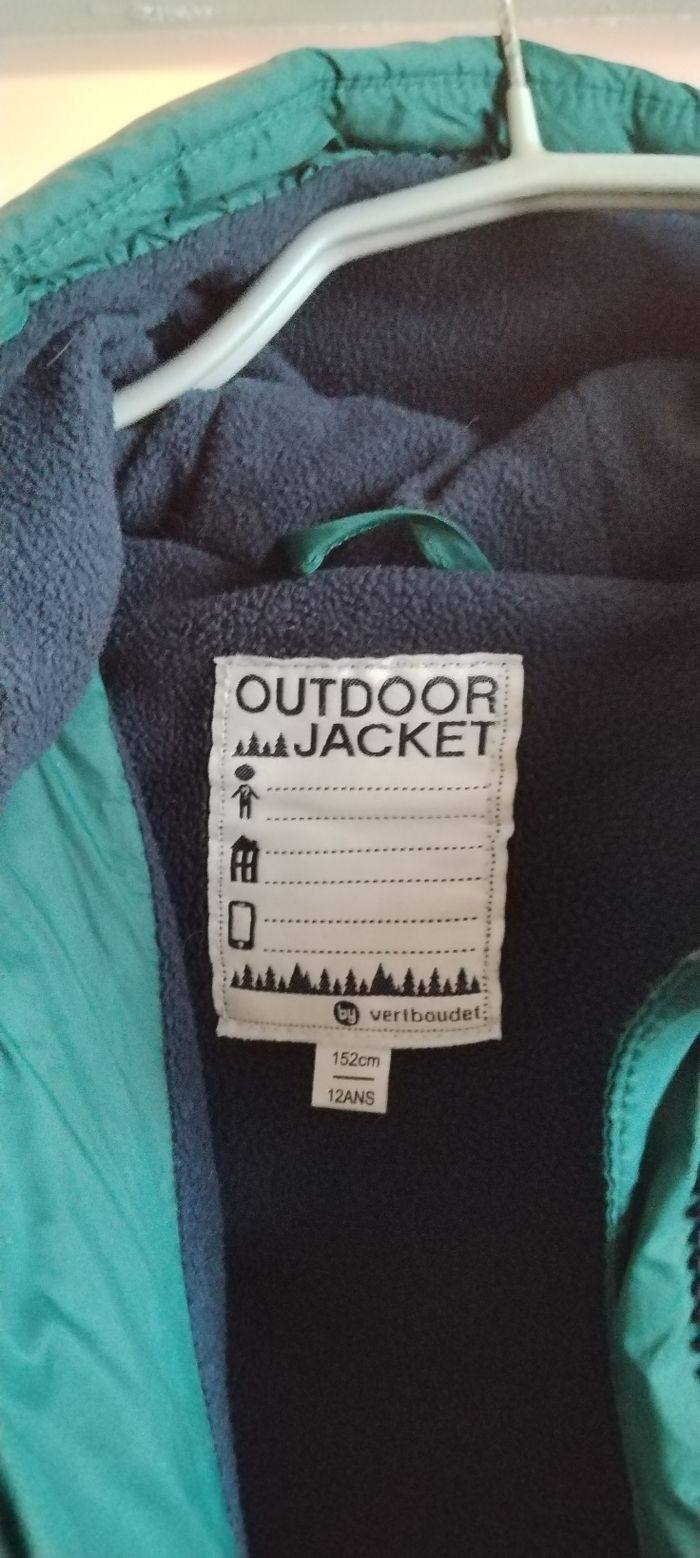 OUTDOOR
JACKET
by vertbaudet
152cm
12ANS